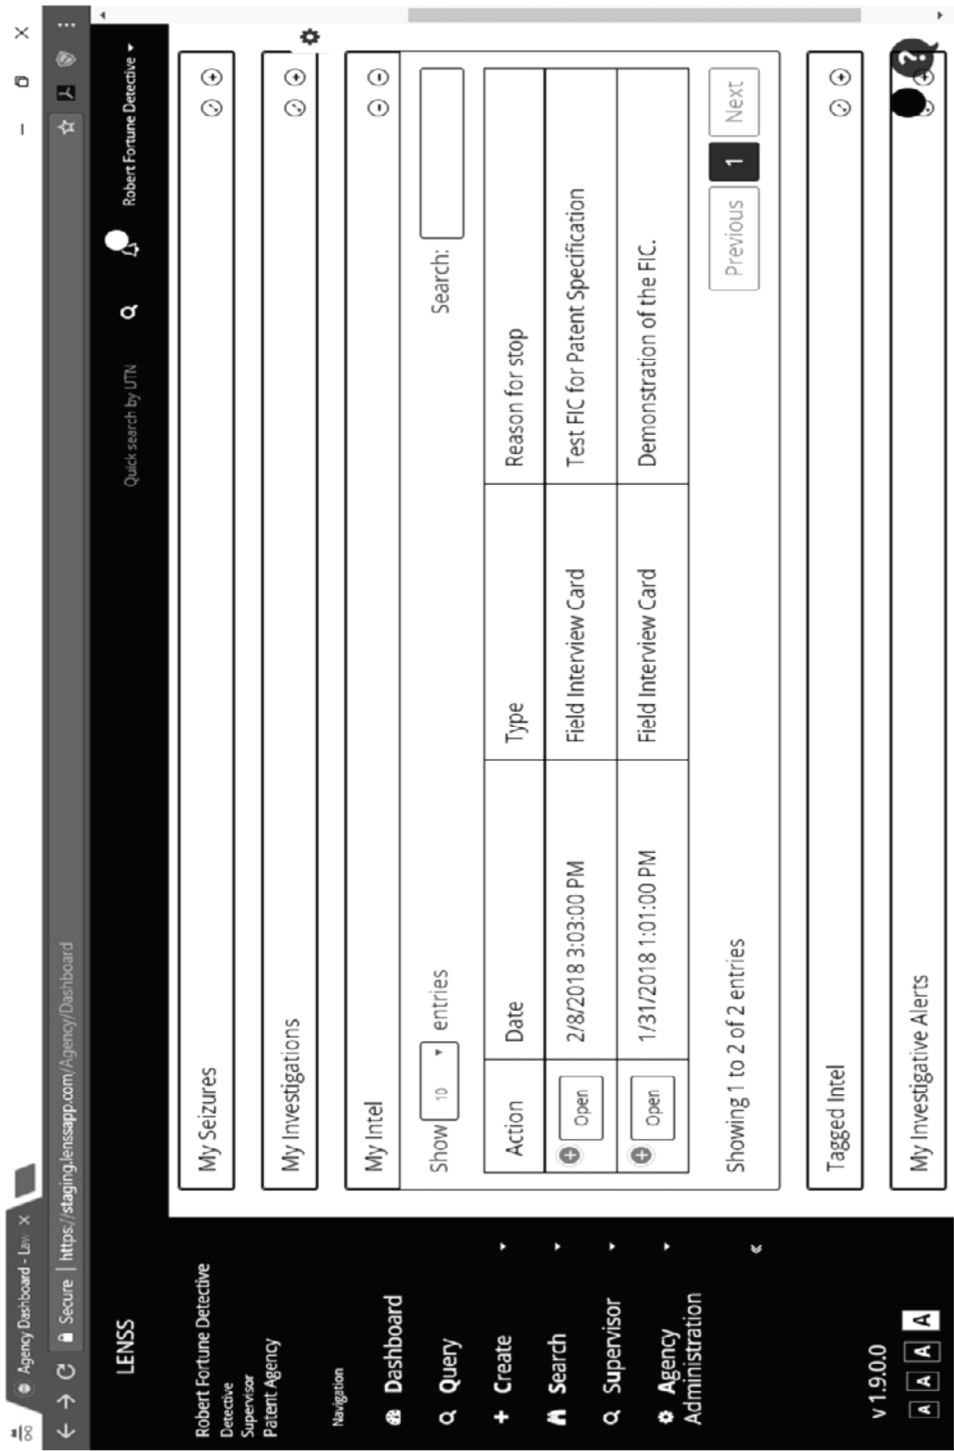 Agency Dashboard - Law X
Secure | https://staging.lenssapp.com/Agency/Dashboard
LENSS
Quick search by UTN
Robert Fortune Detective
Robert Fortune Detective
Detective
Supervisor
Patent Agency
Navigation
Dashboard
Query
Create
Search
Supervisor
Agency
Administration
v 1.9.0.0
A A A A
My Seizures
My Investigations
My Intel
Show 10 entries
Search:
Action Date Type Reason for stop
Open 2/8/2018 3:03:00 PM Field Interview Card Test FIC for Patent Specification
Open 1/31/2018 1:01:00 PM Field Interview Card Demonstration of the FIC.
Showing 1 to 2 of 2 entries
Previous 1 Next
Tagged Intel
My Investigative Alerts
?